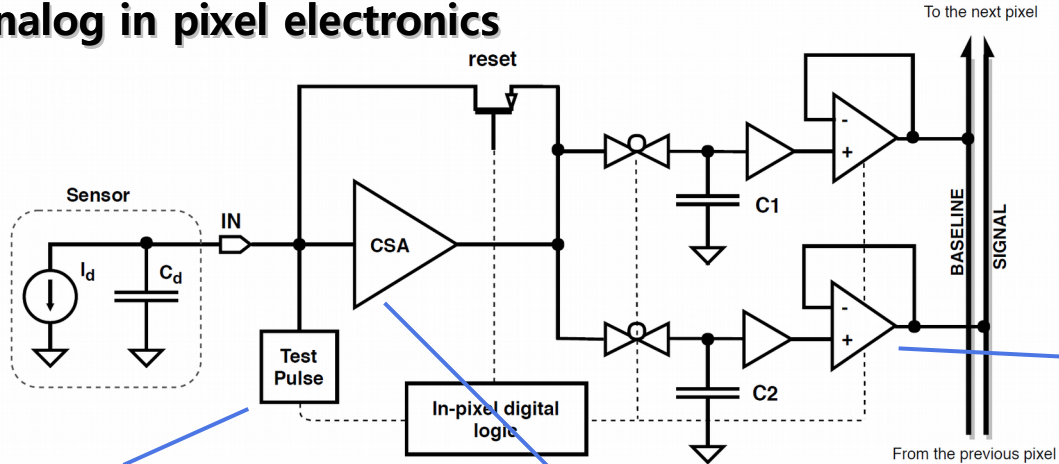 nalog in pixel electronics
To the next pixel
reset
Sensor
IN
Id
Cd
CSA
-
+
C1
BASELINE
SIGNAL
Test
Pulse
In-pixel digital
logic
-
+
C2
From the previous pixel